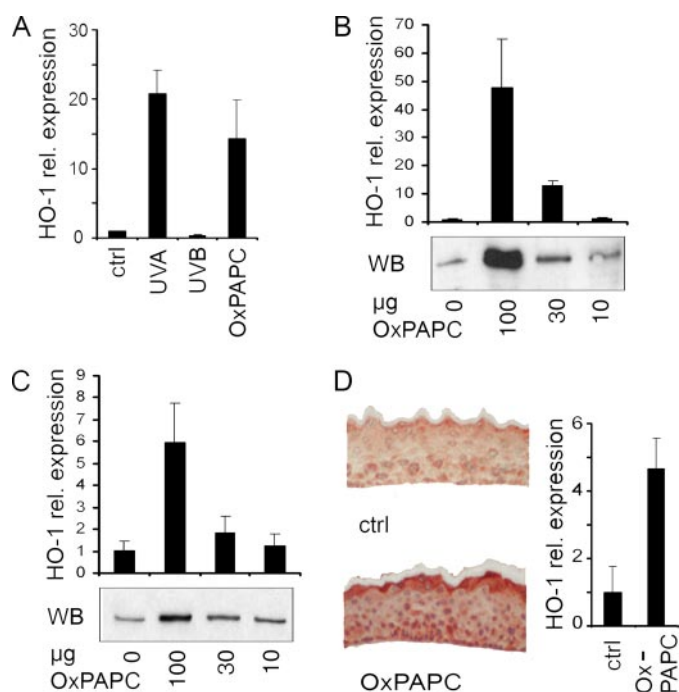 A
HO-1 rel. expression
30
20
10
0
ctrl
UVA
UVB
OxPAPC
B
HO-1 rel. expression
70
60
50
40
30
20
10
0
WB
µg
OxPAPC
0
100
30
10
C
HO-1 rel. expression
9
8
7
6
5
4
3
2
1
0
WB
µg
OxPAPC
0
100
30
10
D
ctrl
OxPAPC
HO-1 rel. expression
6
4
2
0
ctrl
Ox-
PAPC